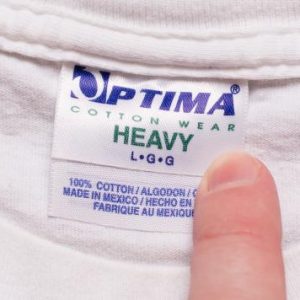 OPTIMA®
COTTON WEAR
HEAVY
L•G•G
100% COTTON / ALGODON / C
MADE IN MEXICO / HECHO EN
FABRIQUE AU MEXIQUE